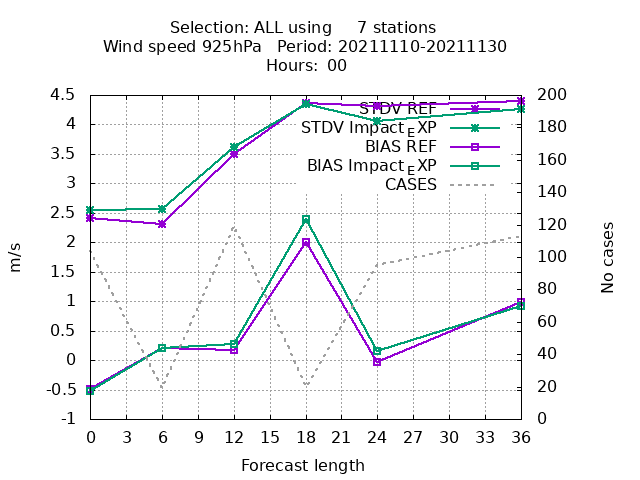 Selection: ALL using 7 stations
Wind speed 925hPa Period: 20211110-20211130
Hours: 00
4.5
4
3.5
3
2.5
2
1.5
1
0.5
0
-0.5
-1
m/s
STDV REF
STDV Impact_EXP
BIAS REF
BIAS Impact_EXP
CASES
200
180
160
140
120
100
80
60
40
20
0
No cases
0 3 6 9 12 15 18 21 24 27 30 33 36
Forecast length